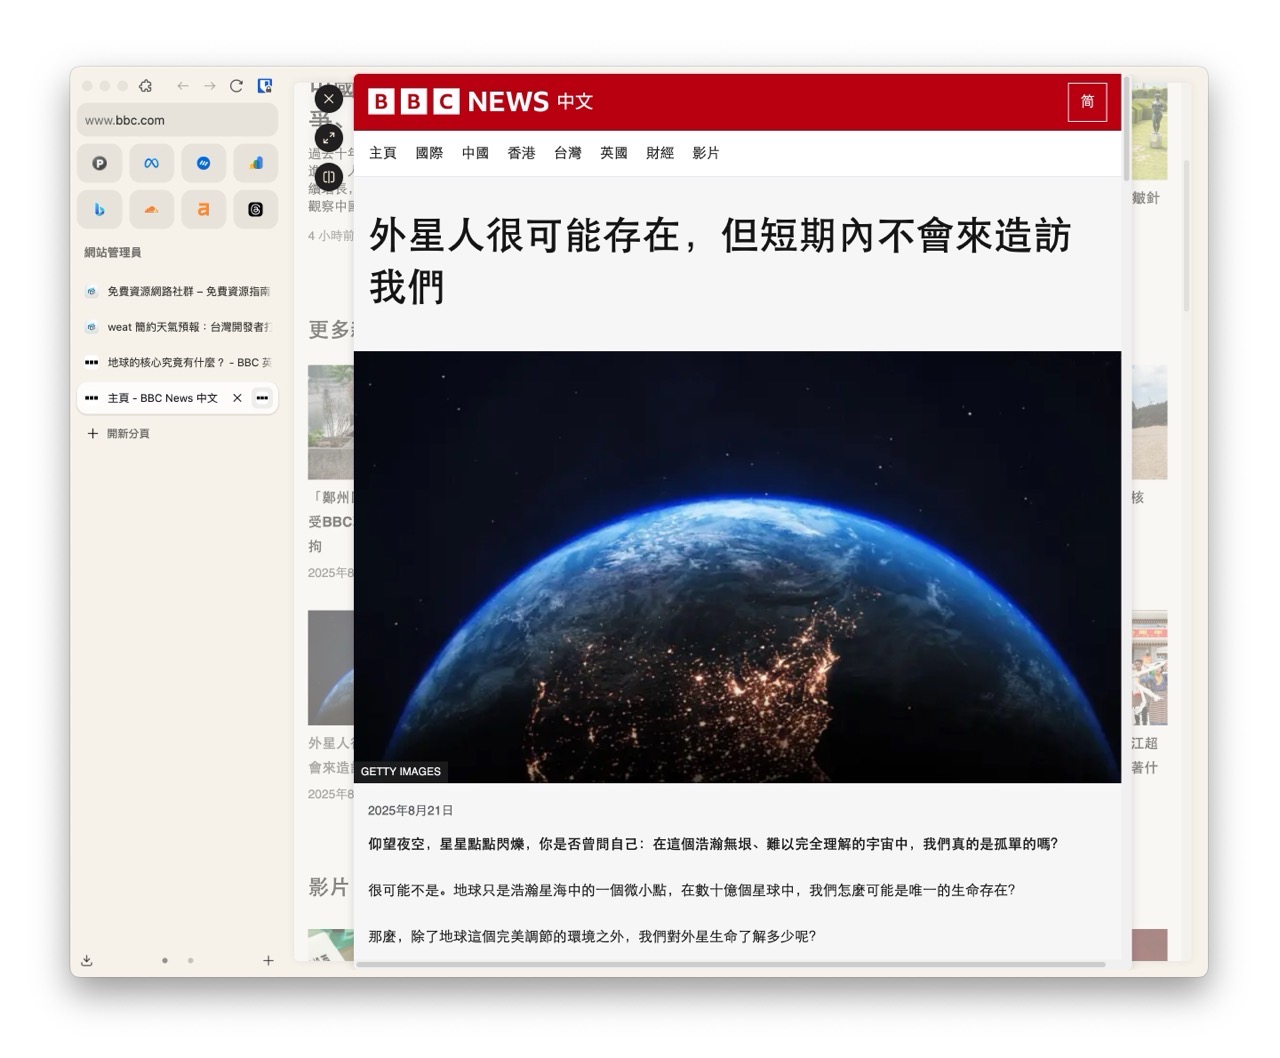 www.bbc.com
網站管理員
免費資源網路社群 – 免費資源指南
weat 簡約天氣預報：台灣開發者打
地球的核心究竟有什麼？ - BBC 英
主頁 - BBC News 中文
開新分頁
過去十年
觀察中國
4 小時前
更多
「鄭州
受BBC
拘
2025年8
外星人很
會來造訪
2025年8
影片
BBC NEWS 中文
简
主頁 國際 中國 香港 台灣 英國 財經 影片
外星人很可能存在，但短期內不會來造訪
我們
GETTY IMAGES
2025年8月21日
仰望夜空，星星點點閃爍，你是否曾問自己：在這個浩瀚無垠、難以完全理解的宇宙中，我們真的是孤單的嗎？
很可能不是。地球只是浩瀚星海中的一個微小點，在數十億個星球中，我們怎麼可能是唯一的生命存在？
那麼，除了地球這個完美調節的環境之外，我們對外星生命了解多少呢？
皺針
核
江超
著什